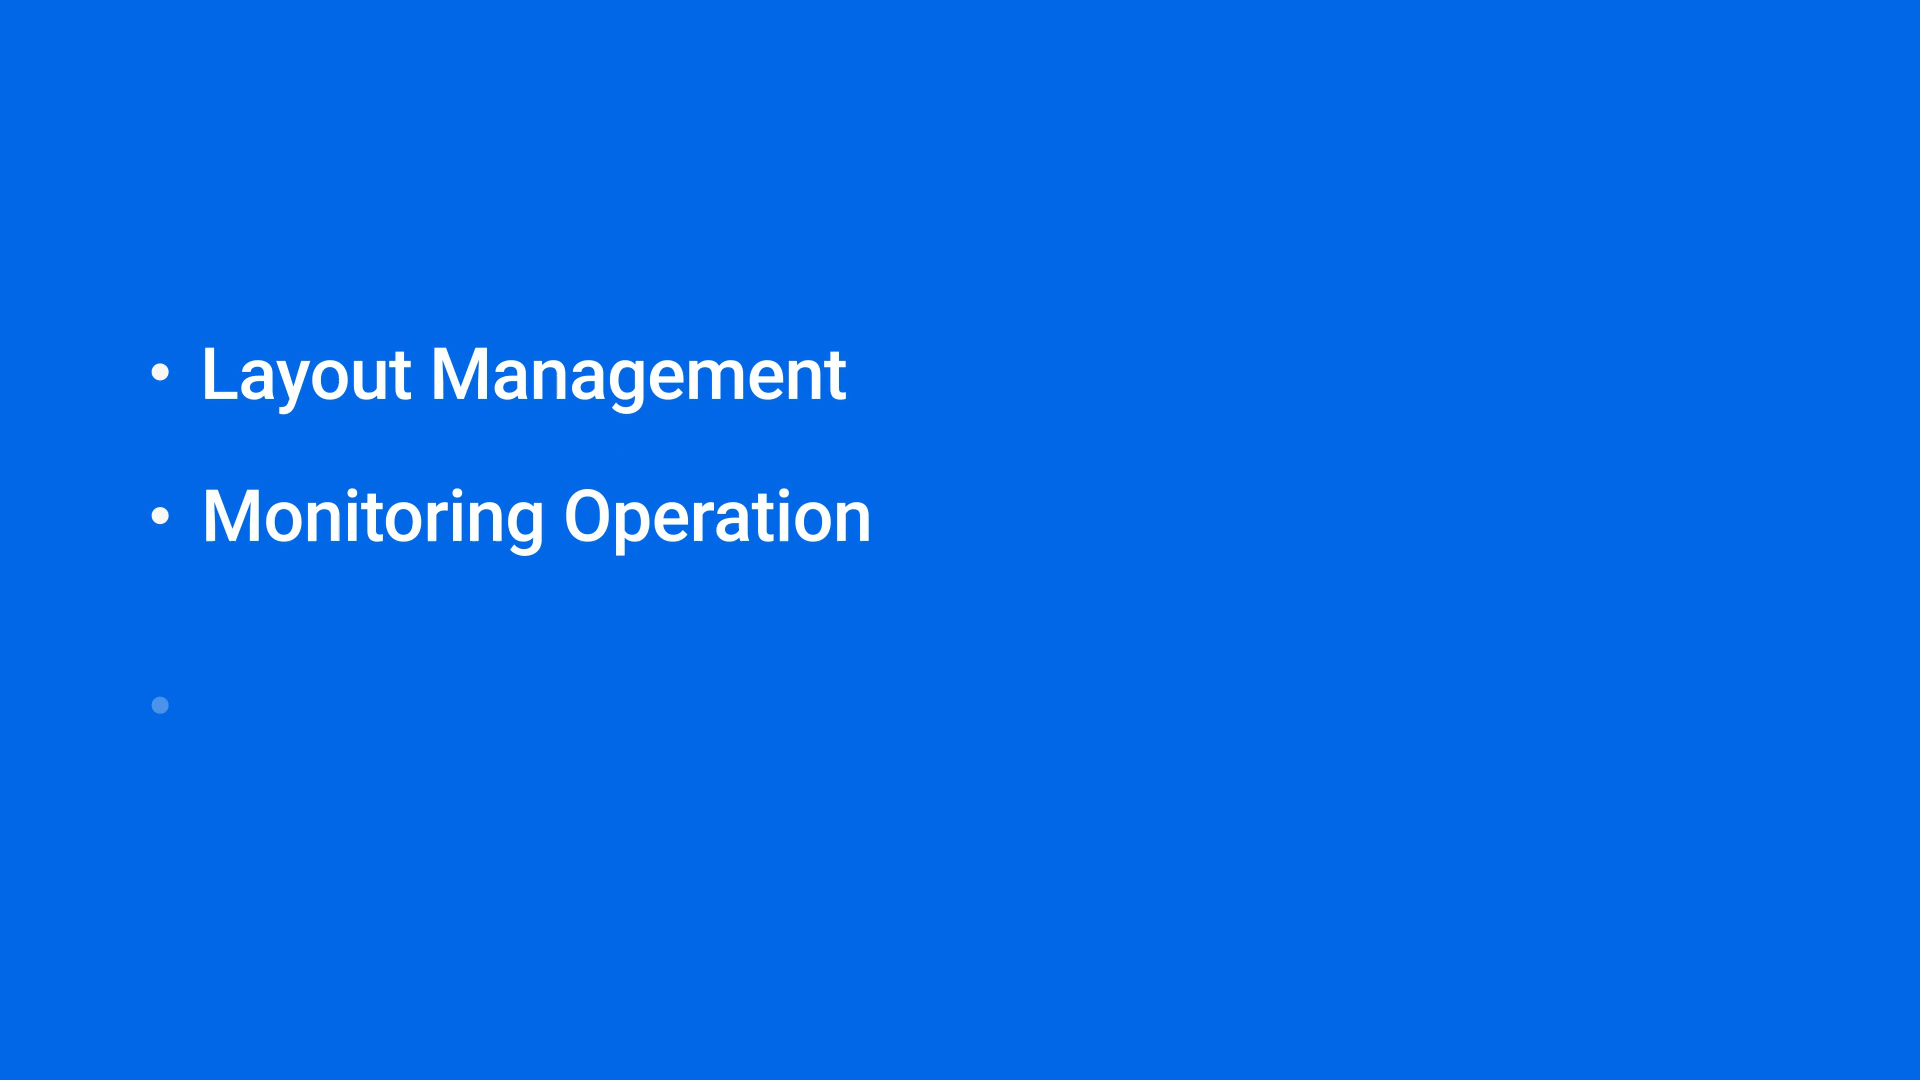 • Layout Management
• Monitoring Operation
•